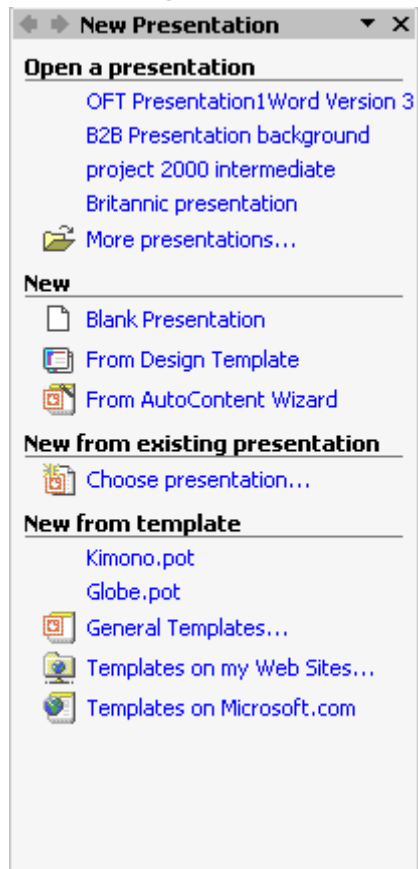 New Presentation
Open a presentation
OFT Presentation1Word Version 3
B2B Presentation background
project 2000 intermediate
Britannic presentation
More presentations...
New
Blank Presentation
From Design Template
From AutoContent Wizard
New from existing presentation
Choose presentation...
New from template
Kimono.pot
Globe.pot
General Templates...
Templates on my Web Sites...
Templates on Microsoft.com